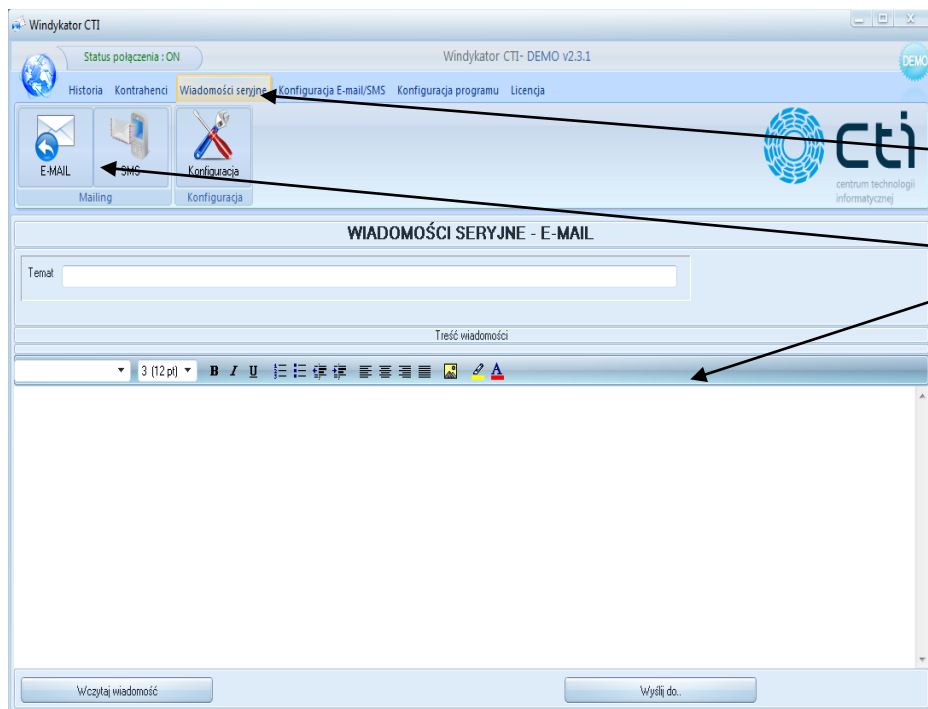 Windykator CTI
Status połączenia : ON
Windykator CTI- DEMO v2.3.1
DEMO
Historia Kontrahenci Wiadomości seryjne Konfiguracja E-mail/SMS Konfiguracja programu Licencja
E-MAIL SMS Konfiguracja
Mailing Konfiguracja
cti
centrum technologii
informatycznej
WIADOMOŚCI SERYJNE - E-MAIL
Temat
Treść wiadomości
3 (12 pt) B I U A
Wczytaj wiadomość Wyślij do..